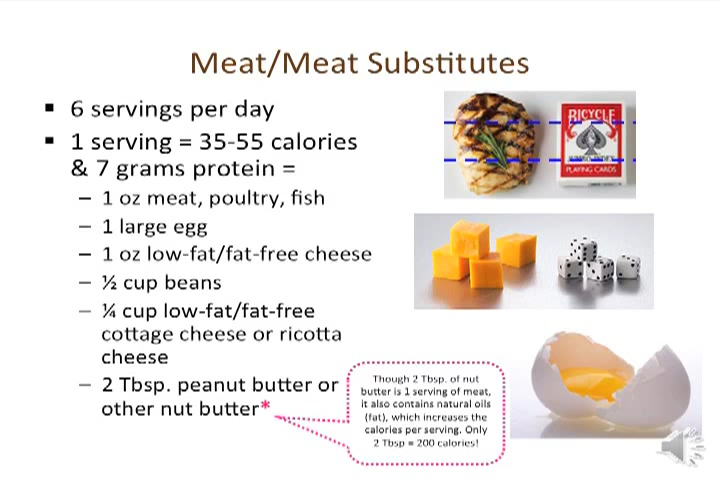 Meat/Meat Substitutes
▪ 6 servings per day
▪ 1 serving = 35-55 calories
& 7 grams protein =
– 1 oz meat, poultry, fish
– 1 large egg
– 1 oz low-fat/fat-free cheese
– ½ cup beans
– ¼ cup low-fat/fat-free
cottage cheese or ricotta
cheese
– 2 Tbsp. peanut butter or
other nut butter*
Though 2 Tbsp. of nut
butter is 1 serving of meat,
it also contains natural oils
(fat), which increases the
calories per serving. Only
2 Tbsp = 200 calories!
BICYCLE
PLAYING CARDS